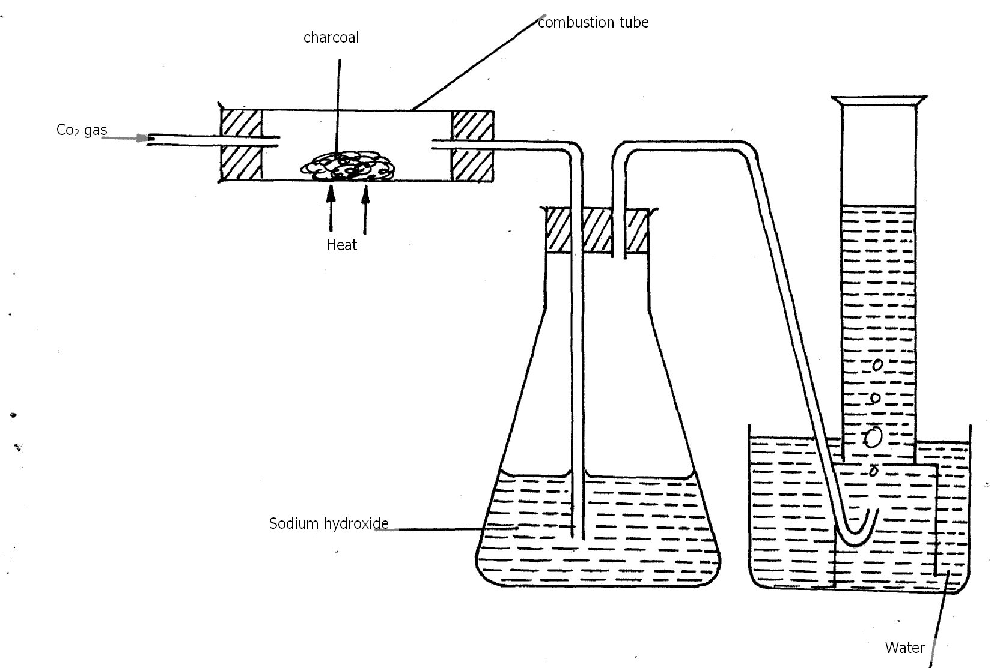 combustion tube
charcoal
Co₂ gas
Heat
Sodium hydroxide
Water